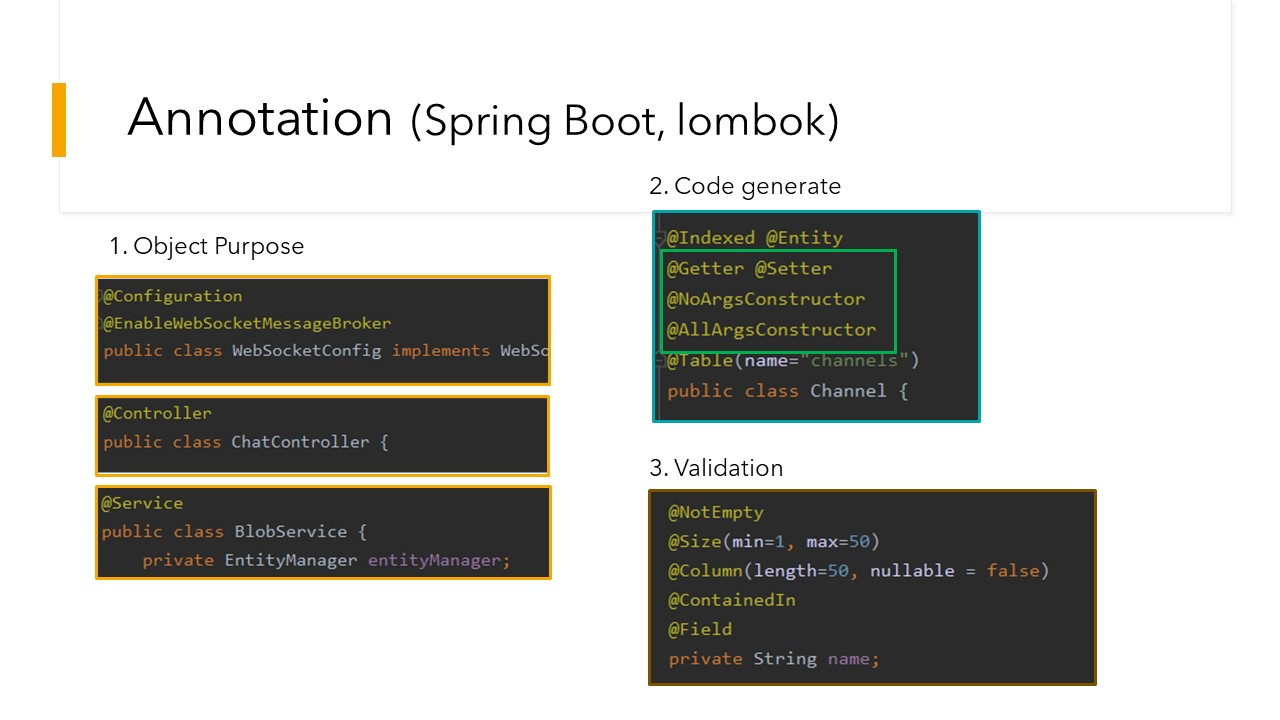 Annotation (Spring Boot, lombok)
1. Object Purpose
@Configuration
@EnableWebSocketMessageBroker
public class WebSocketConfig implements WebSo
@Controller
public class ChatController {
@Service
public class BlobService {
private EntityManager entityManager;
2. Code generate
@Indexed @Entity
@Getter @Setter
@NoArgsConstructor
@AllArgsConstructor
@Table(name="channels")
public class Channel {
3. Validation
@NotEmpty
@Size(min=1, max=50)
@Column(length=50, nullable = false)
@ContainedIn
@Field
private String name;